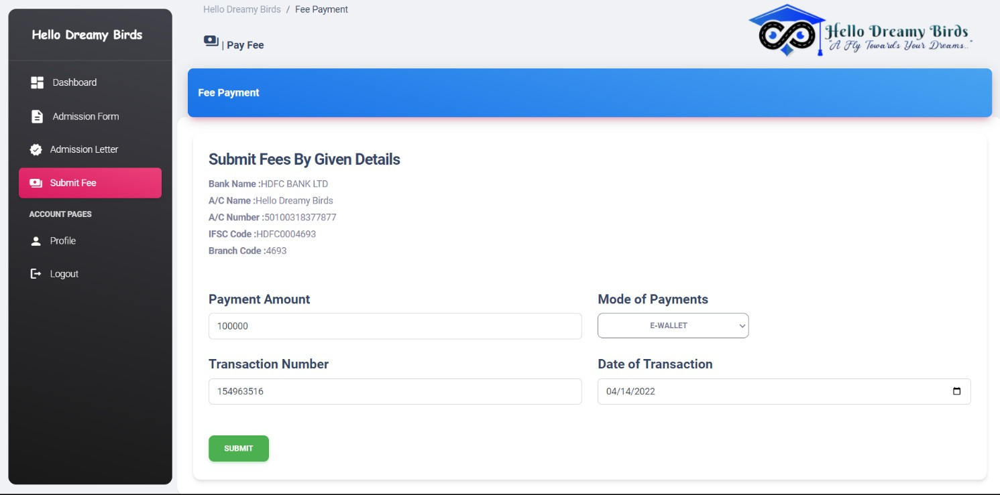 Hello Dreamy Birds
Dashboard
Admission Form
Admission Letter
Submit Fee
ACCOUNT PAGES
Profile
Logout
Hello Dreamy Birds / Fee Payment
| Pay Fee
Hello Dreamy Birds
"A Fly Towards Your Dreams.."
Fee Payment
Submit Fees By Given Details
Bank Name :HDFC BANK LTD
A/C Name :Hello Dreamy Birds
A/C Number :50100318377877
IFSC Code :HDFC0004693
Branch Code :4693
Payment Amount
100000
Mode of Payments
E-WALLET
Transaction Number
154963516
Date of Transaction
04/14/2022
SUBMIT